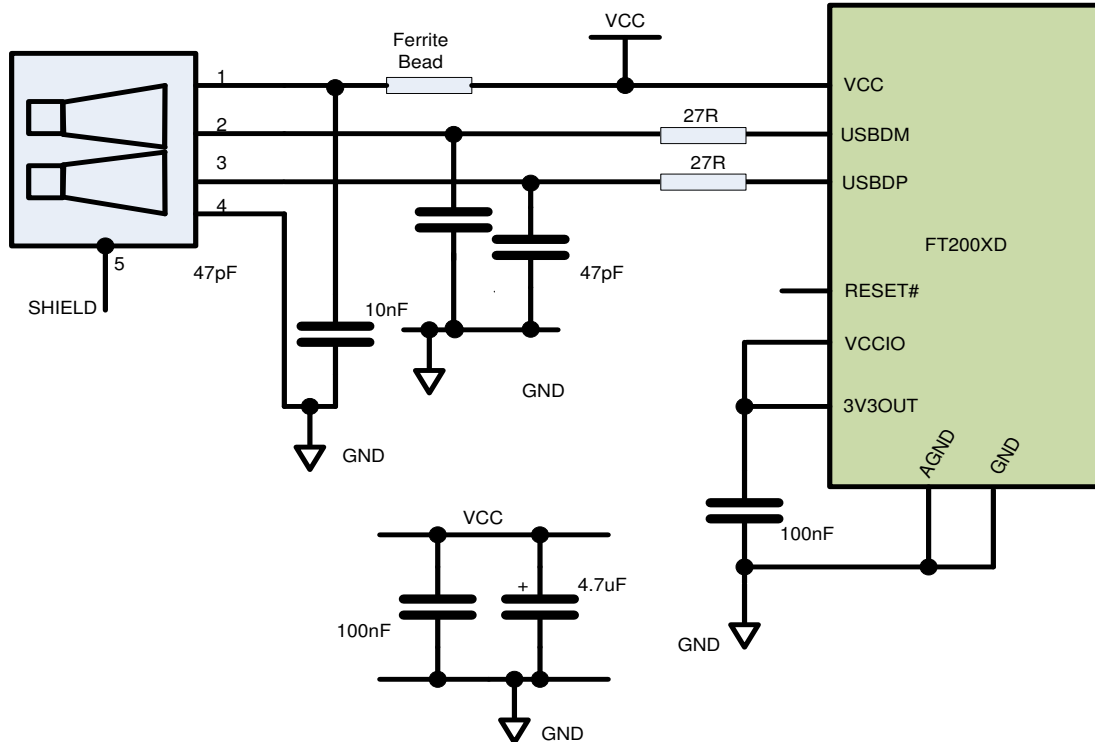 VCC
Ferrite
Bead
1
VCC
27R
2
USBDM
27R
3
USBDP
4
FT200XD
5
47pF
47pF
RESET#
SHIELD
10nF
VCCIO
GND
3V3OUT
GND
AGND
GND
VCC
100nF
4.7uF
+
100nF
GND
GND